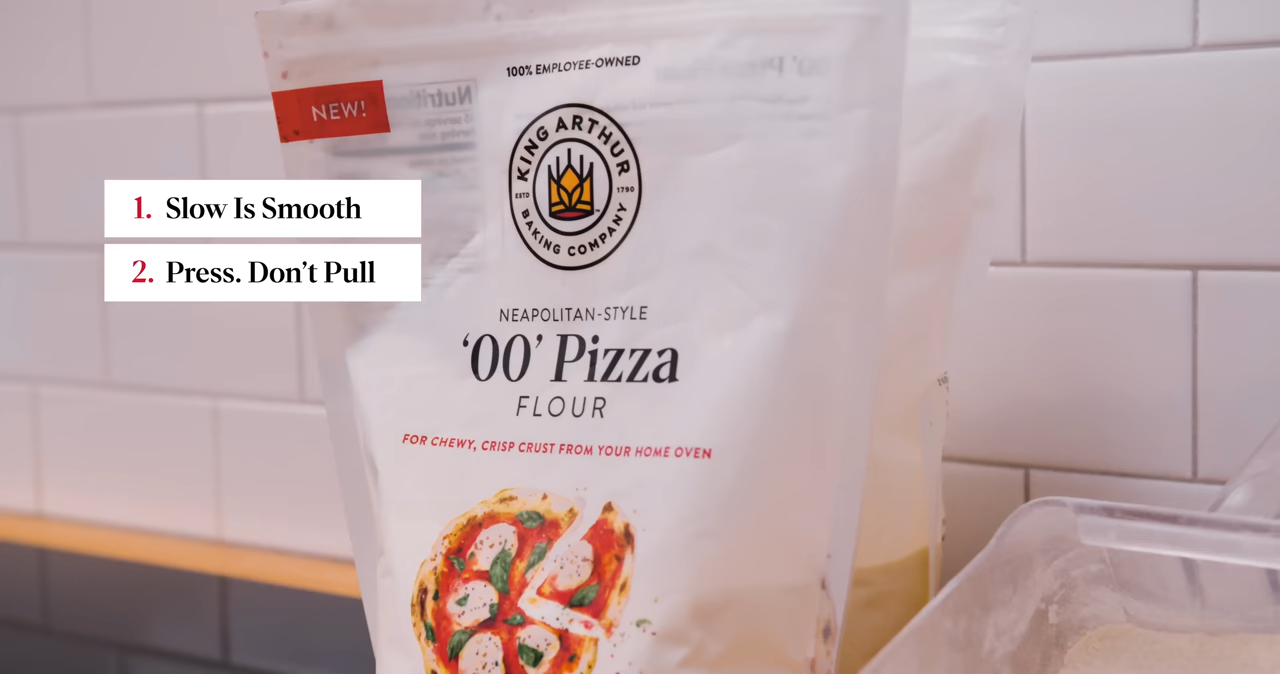 100% EMPLOYEE-OWNED
NEW!
Nutrition
KING ARTHUR
ESTD 1790
BAKING COMPANY
1. Slow Is Smooth
2. Press. Don’t Pull
NEAPOLITAN-STYLE
‘00’ Pizza
FLOUR
FOR CHEWY, CRISP CRUST FROM YOUR HOME OVEN